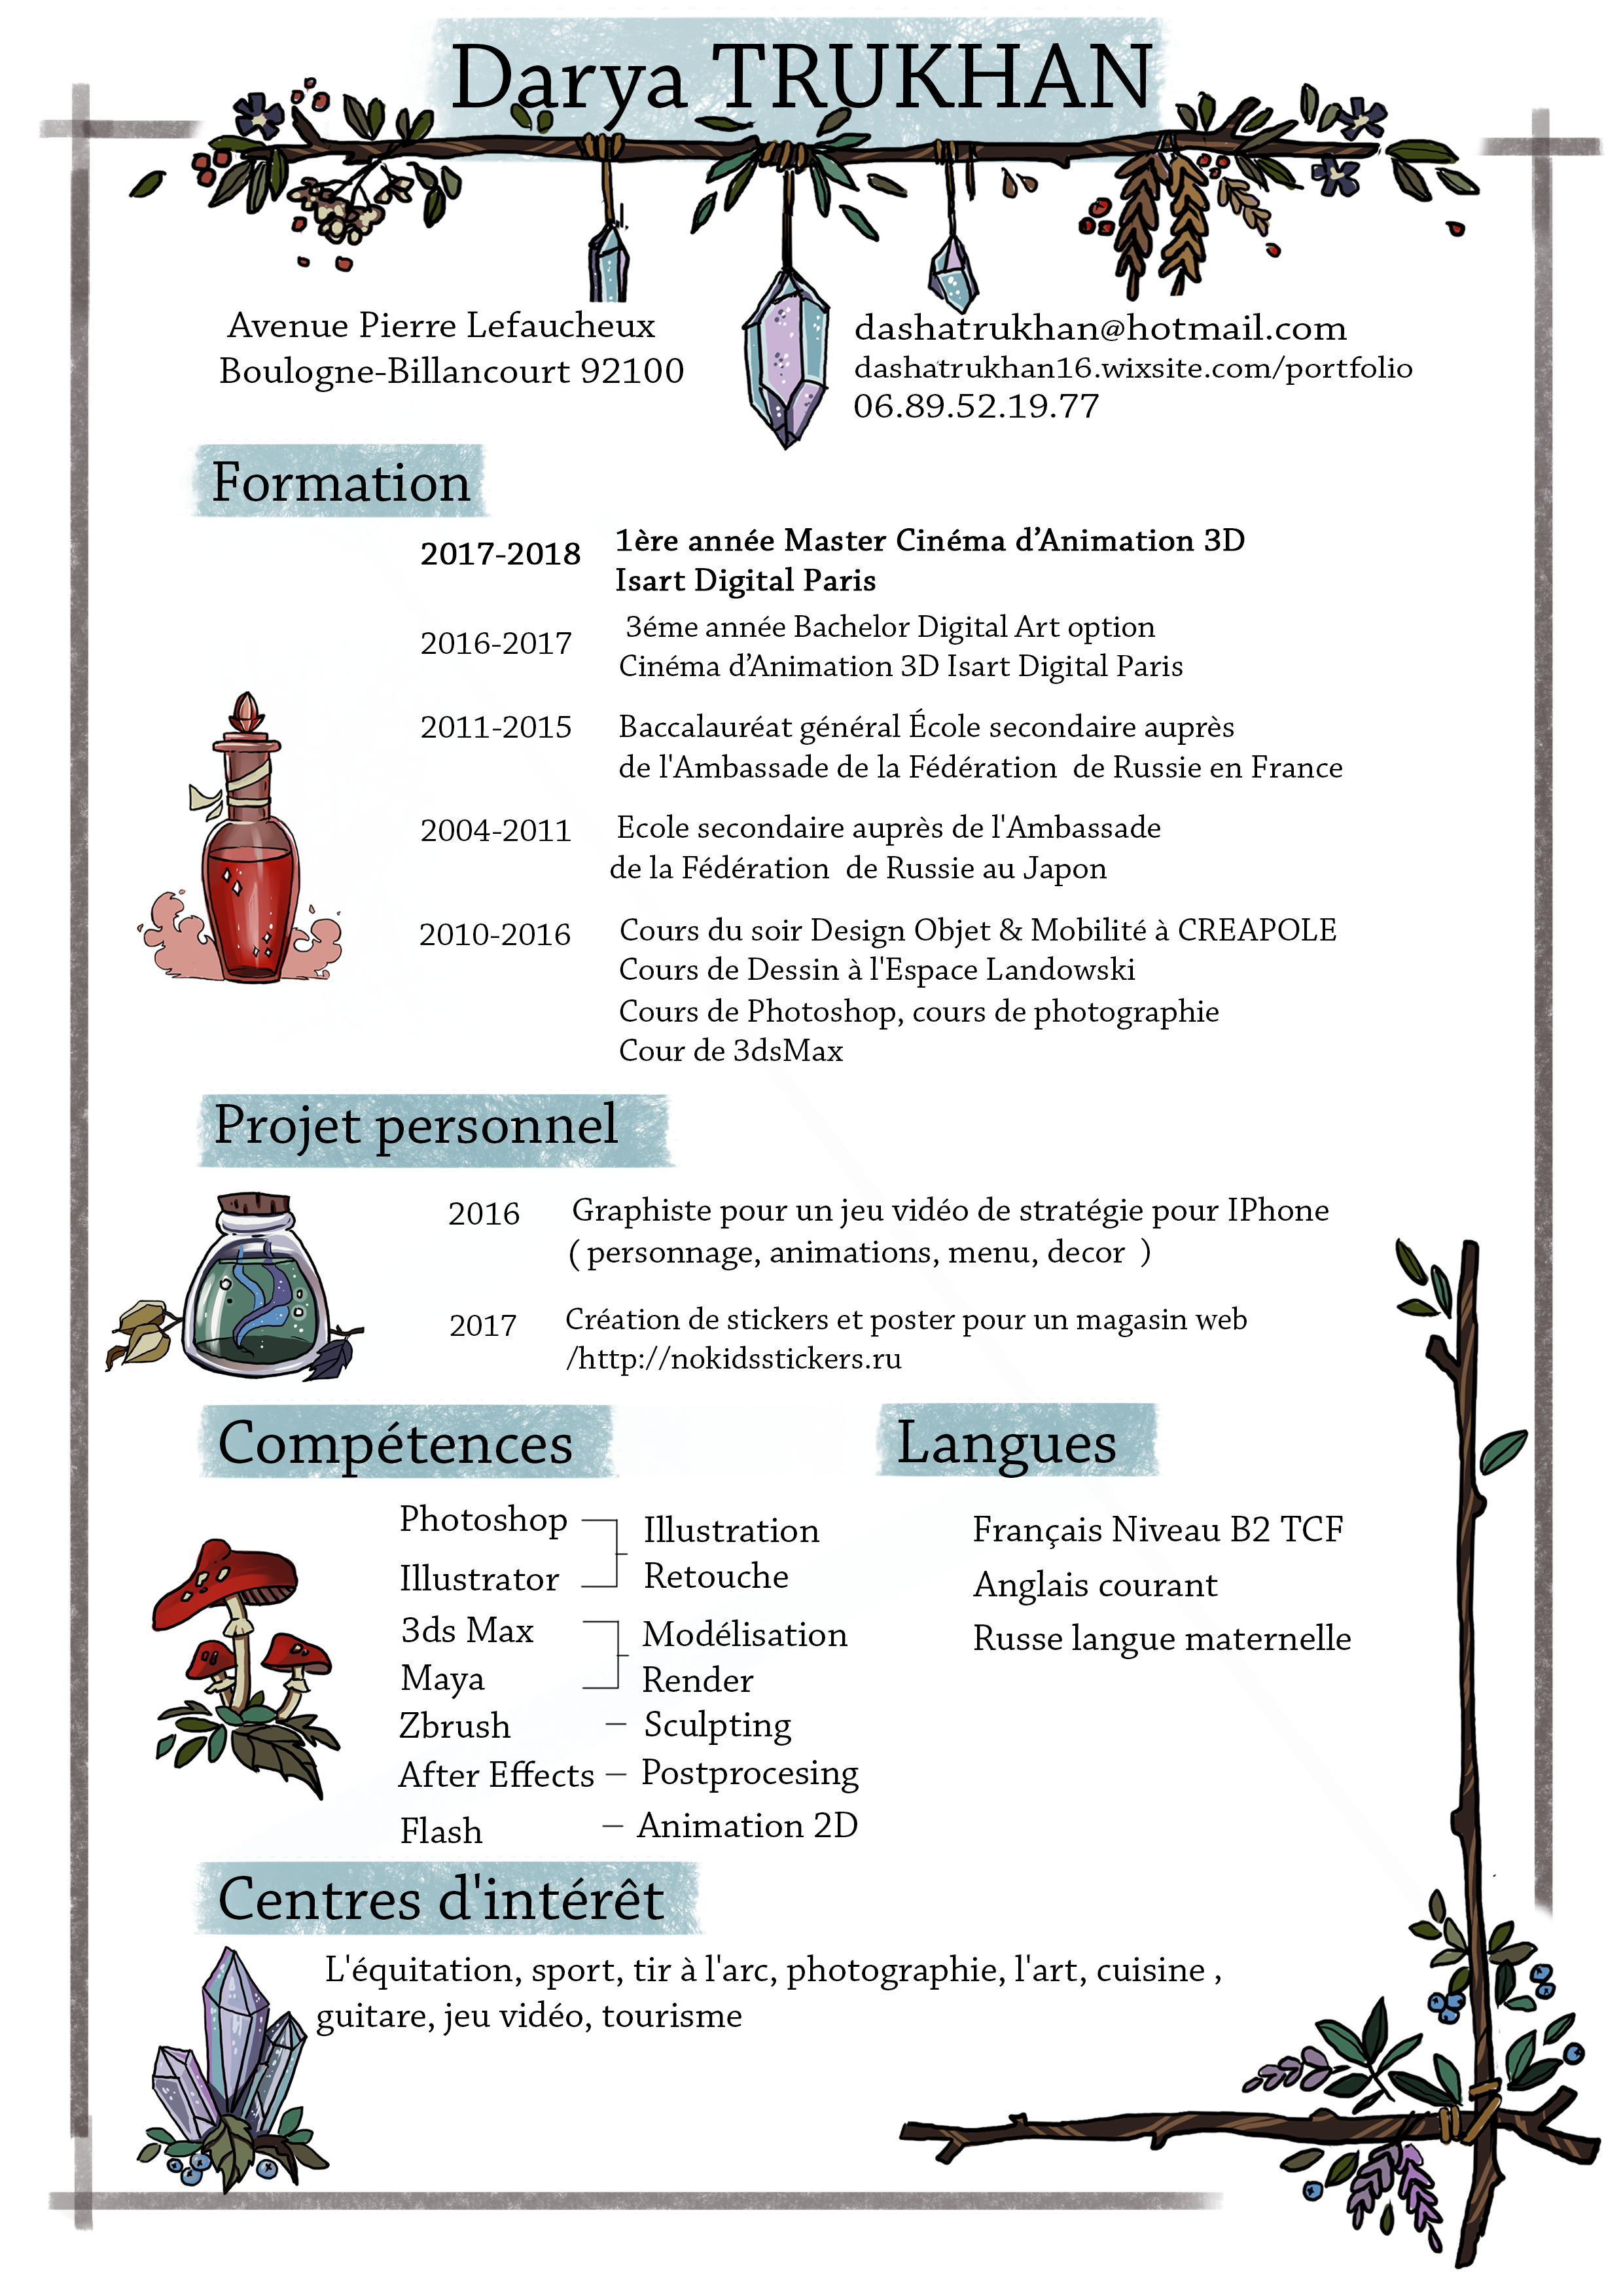 Darya TRUKHAN
Avenue Pierre Lefaucheux
Boulogne-Billancourt 92100
dashatrukhan@hotmail.com
dashatrukhan16.wixsite.com/portfolio
06.89.52.19.77
Formation
2017-2018 1ère année Master Cinéma d’Animation 3D
Isart Digital Paris
2016-2017 3éme année Bachelor Digital Art option
Cinéma d’Animation 3D Isart Digital Paris
2011-2015 Baccalauréat général École secondaire auprès
de l'Ambassade de la Fédération de Russie en France
2004-2011 Ecole secondaire auprès de l'Ambassade
de la Fédération de Russie au Japon
2010-2016 Cours du soir Design Objet & Mobilité à CREAPOLE
Cours de Dessin à l'Espace Landowski
Cours de Photoshop, cours de photographie
Cour de 3dsMax
Projet personnel
2016 Graphiste pour un jeu vidéo de stratégie pour IPhone
( personnage, animations, menu, decor )
2017 Création de stickers et poster pour un magasin web
/http://nokidsstickers.ru
Compétences
Photoshop Illustration
Illustrator Retouche
3ds Max Modélisation
Maya Render
Zbrush – Sculpting
After Effects – Postprocesing
Flash – Animation 2D
Langues
Français Niveau B2 TCF
Anglais courant
Russe langue maternelle
Centres d'intérêt
L'équitation, sport, tir à l'arc, photographie, l'art, cuisine ,
guitare, jeu vidéo, tourisme